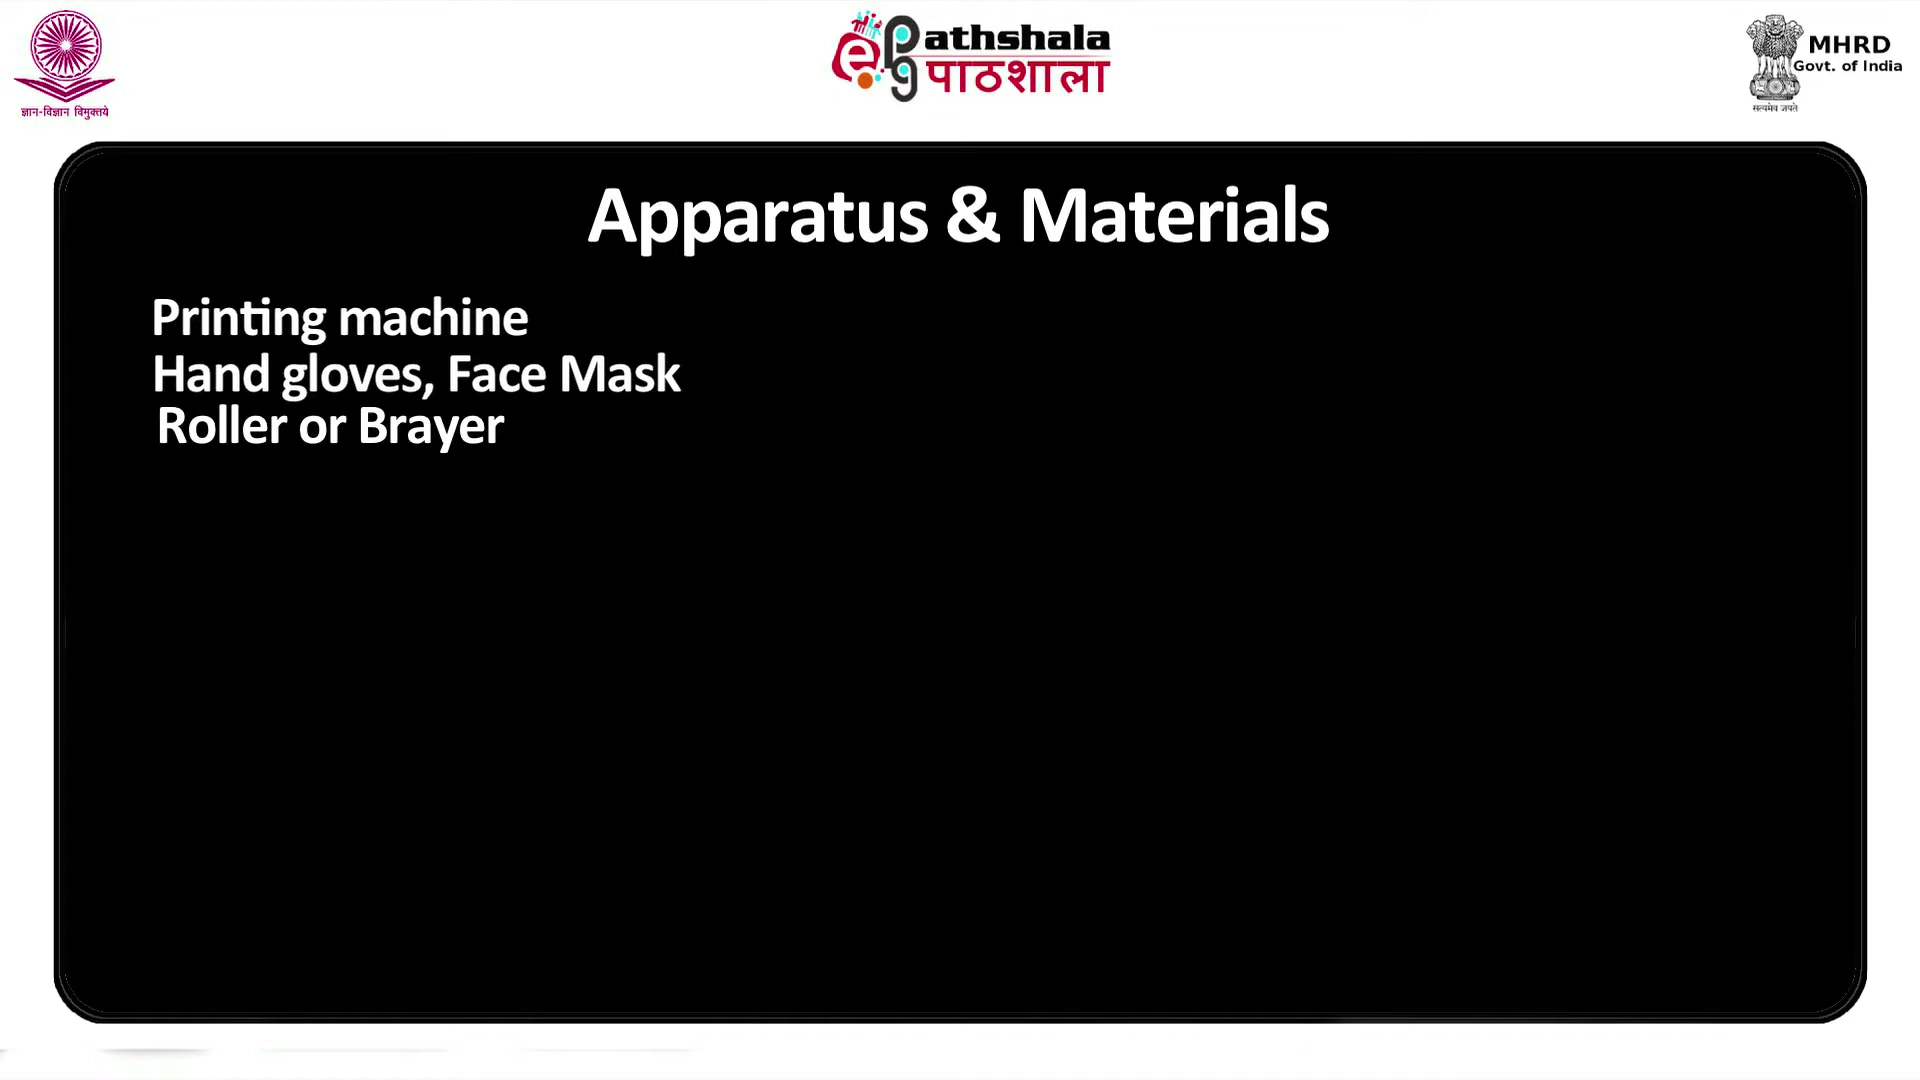 ज्ञान-विज्ञान विमुक्तये
ePg
athshala
पाठशाला
MHRD
Govt. of India
सत्यमेव जयते
Apparatus & Materials
Printing machine
Hand gloves, Face Mask
Roller or Brayer